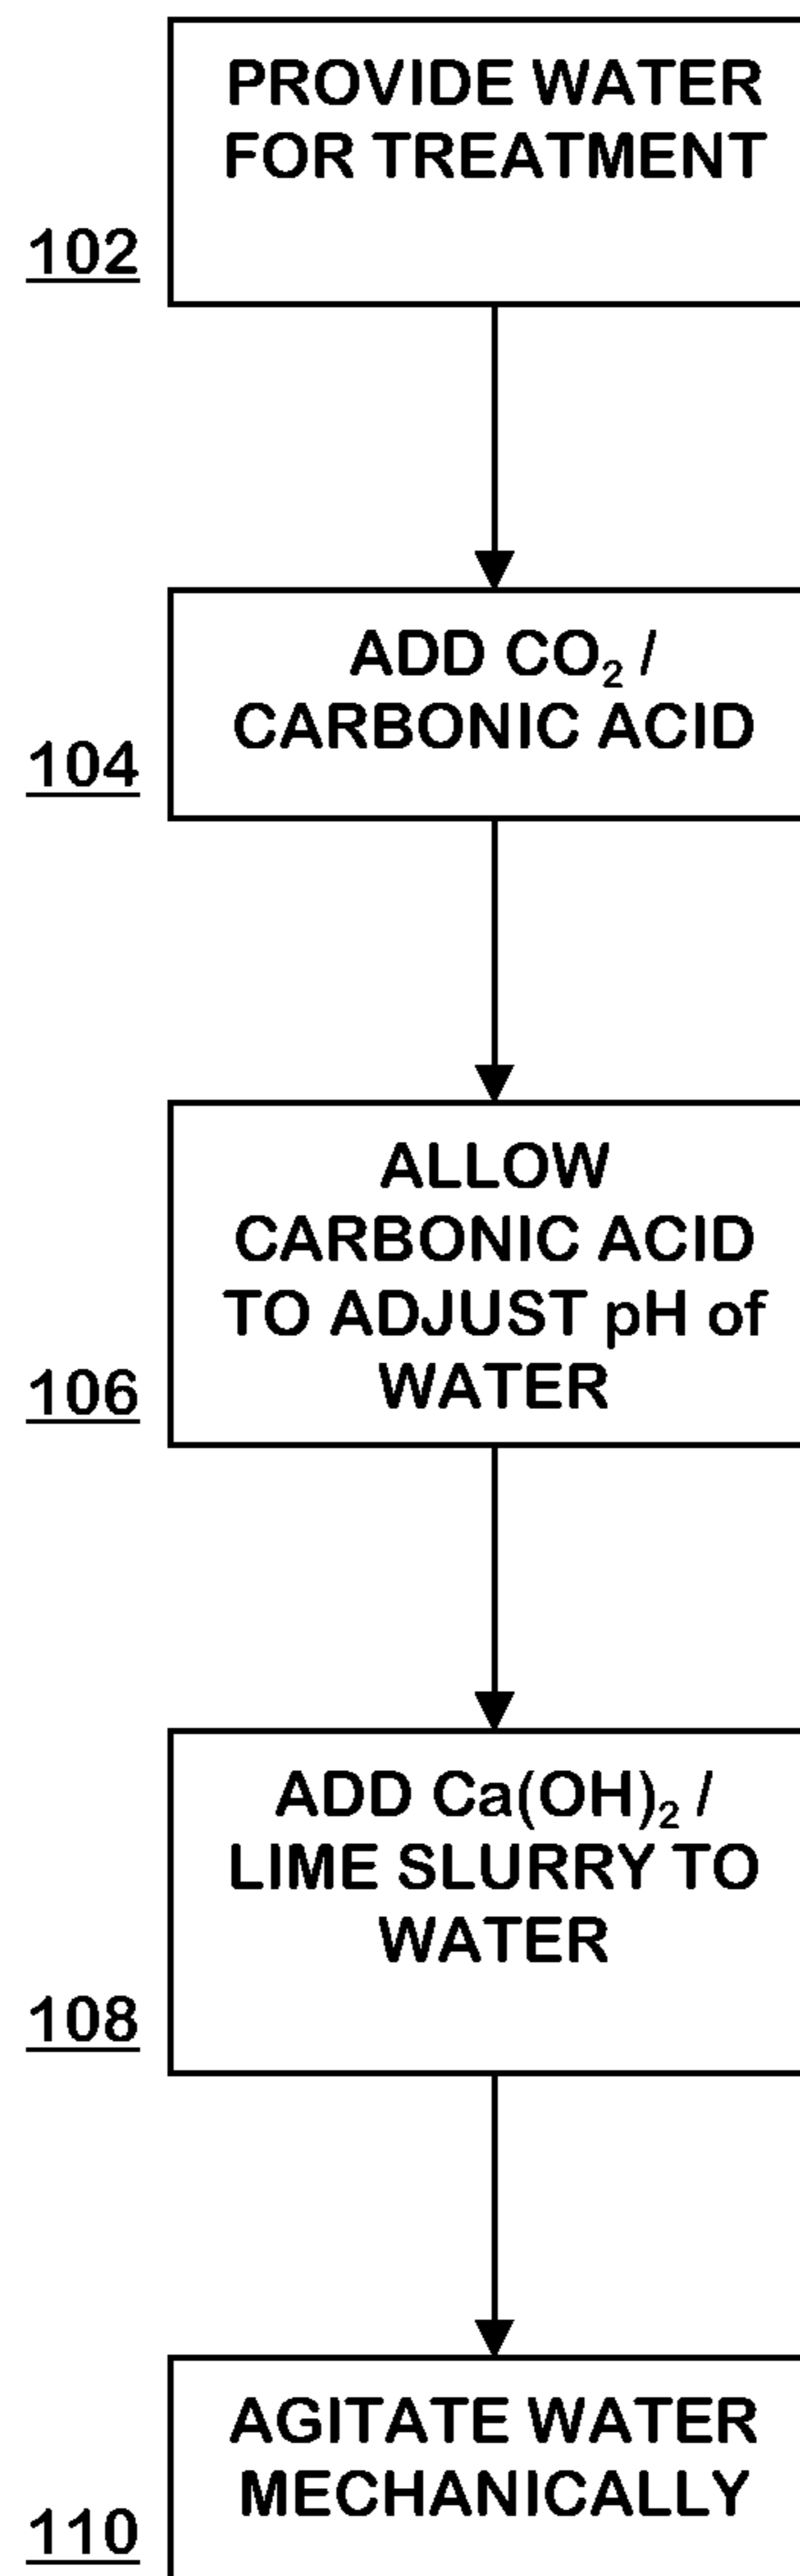 PROVIDE WATER
FOR TREATMENT
102
ADD CO₂ /
CARBONIC ACID
104
ALLOW
CARBONIC ACID
TO ADJUST pH of
WATER
106
ADD Ca(OH)₂ /
LIME SLURRY TO
WATER
108
AGITATE WATER
MECHANICALLY
110